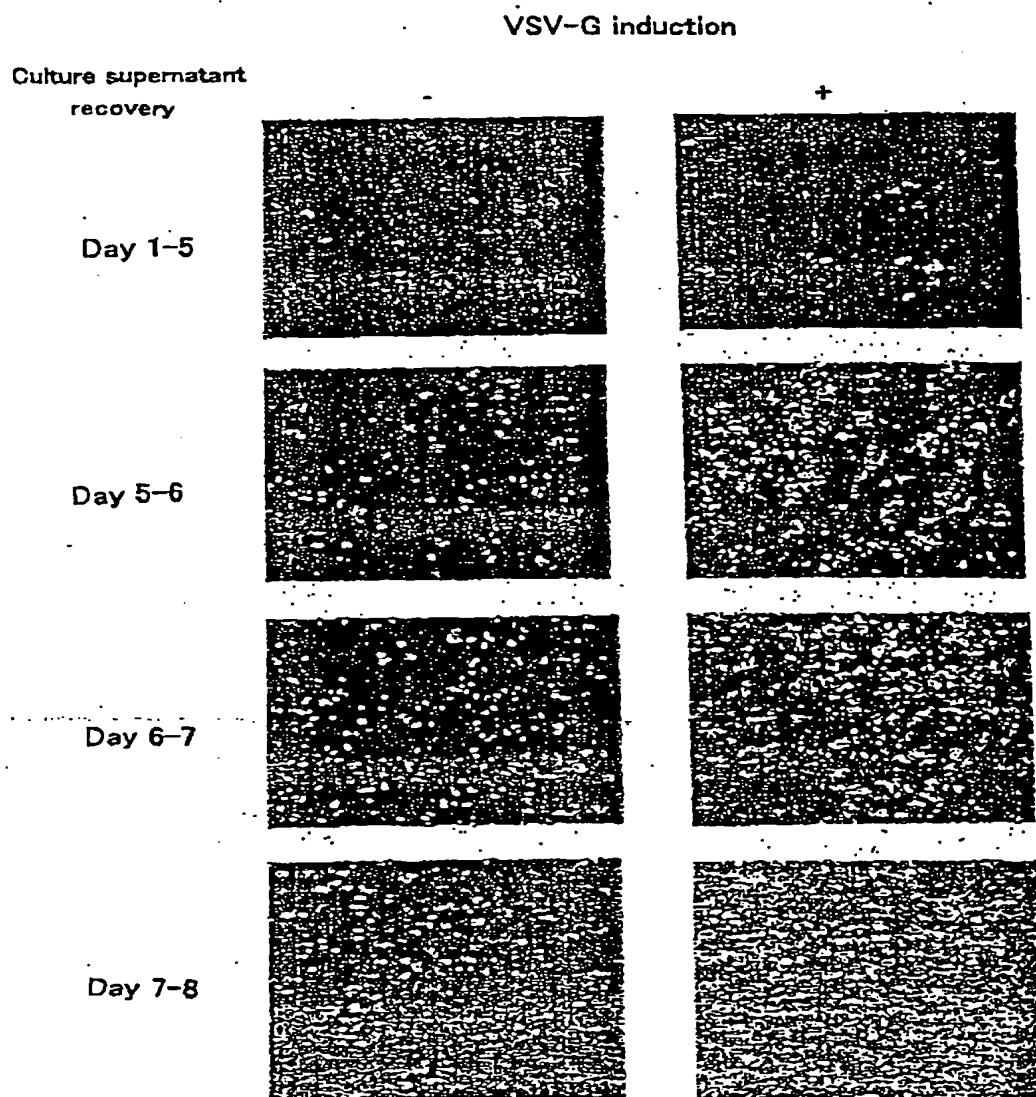 VSV-G induction
Culture supernatant
recovery
- +
Day 1-5
Day 5-6
Day 6-7
Day 7-8